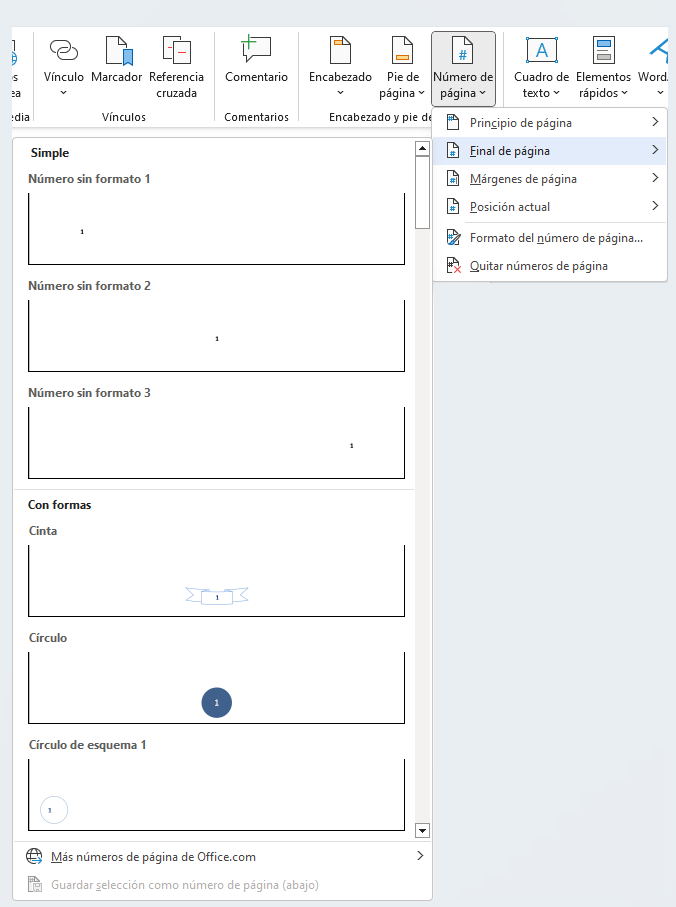 Vínculo
Marcador
Referencia
cruzada
Comentario
Encabezado
Pie de
página
Número de
página
Cuadro de
texto
Elementos
rápidos
Vínculos
Comentarios
Encabezado y pie de
Principio de página
Final de página
Márgenes de página
Posición actual
Formato del número de página...
Quitar números de página
Simple
Número sin formato 1
1
Número sin formato 2
1
Número sin formato 3
1
Con formas
Cinta
1
Círculo
1
Círculo de esquema 1
1
Más números de página de Office.com
Guardar selección como número de página (abajo)